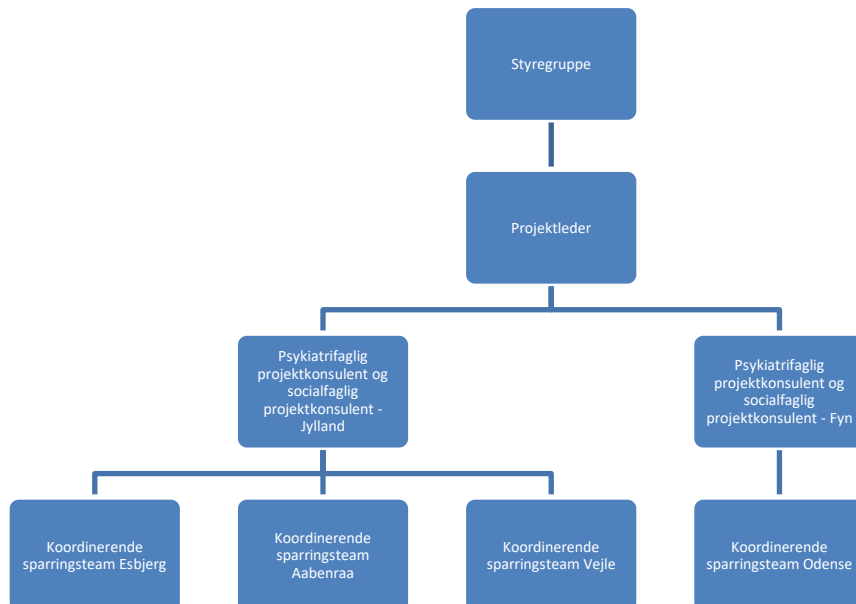 Styregruppe
Projektleder
Psykiatrifaglig
projektkonsulent og
socialfaglig
projektkonsulent -
Jylland
Psykiatrifaglig
projektkonsulent og
socialfaglig
projektkonsulent - Fyn
Koordinerende
sparringsteam Esbjerg
Koordinerende
sparringsteam
Aabenraa
Koordinerende
sparringsteam Vejle
Koordinerende
sparringsteam Odense